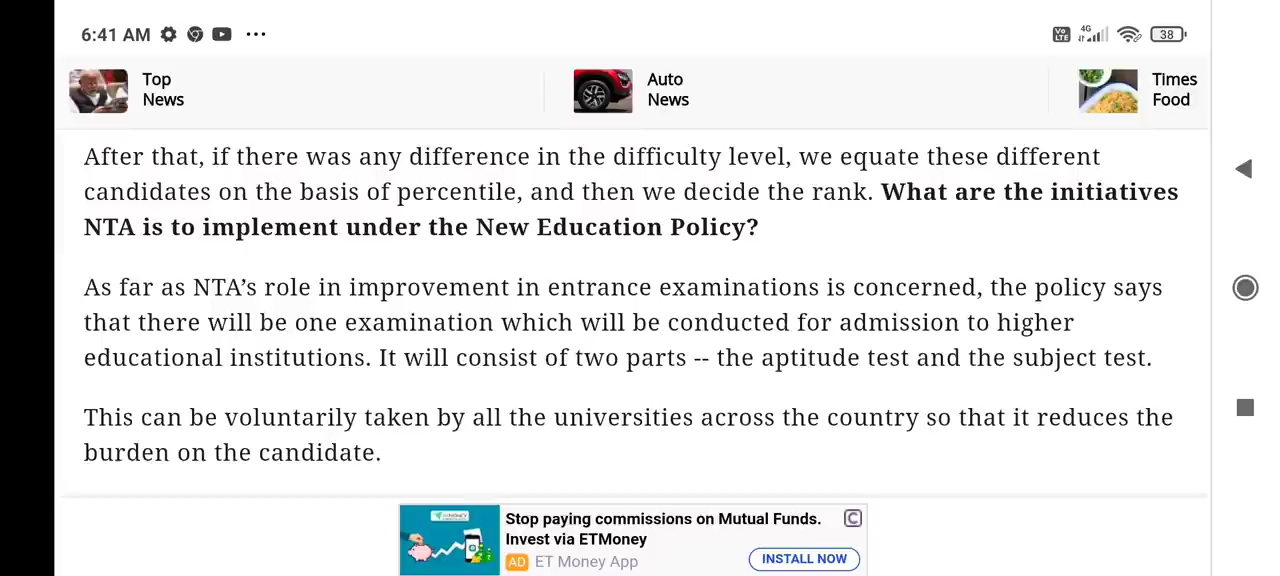 6:41 AM
4G
38
Top
News
Auto
News
Times
Food
After that, if there was any difference in the difficulty level, we equate these different
candidates on the basis of percentile, and then we decide the rank. What are the initiatives
NTA is to implement under the New Education Policy?
As far as NTA’s role in improvement in entrance examinations is concerned, the policy says
that there will be one examination which will be conducted for admission to higher
educational institutions. It will consist of two parts -- the aptitude test and the subject test.
This can be voluntarily taken by all the universities across the country so that it reduces the
burden on the candidate.
Stop paying commissions on Mutual Funds.
Invest via ETMoney
AD ET Money App
INSTALL NOW